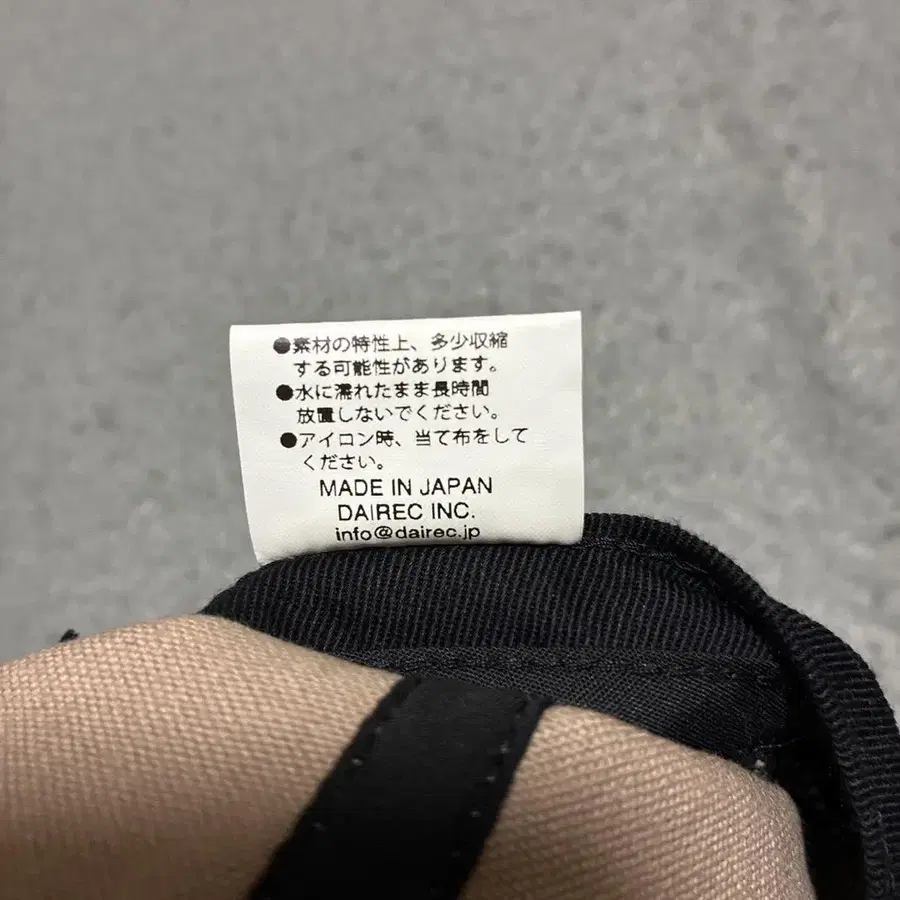 ●素材の特性上、多少収縮
する可能性があります。
●水に濡れたまま長時間
放置しないでください。
●アイロン時、当て布をして
ください。
MADE IN JAPAN
DAIREC INC.
info@dairec.jp